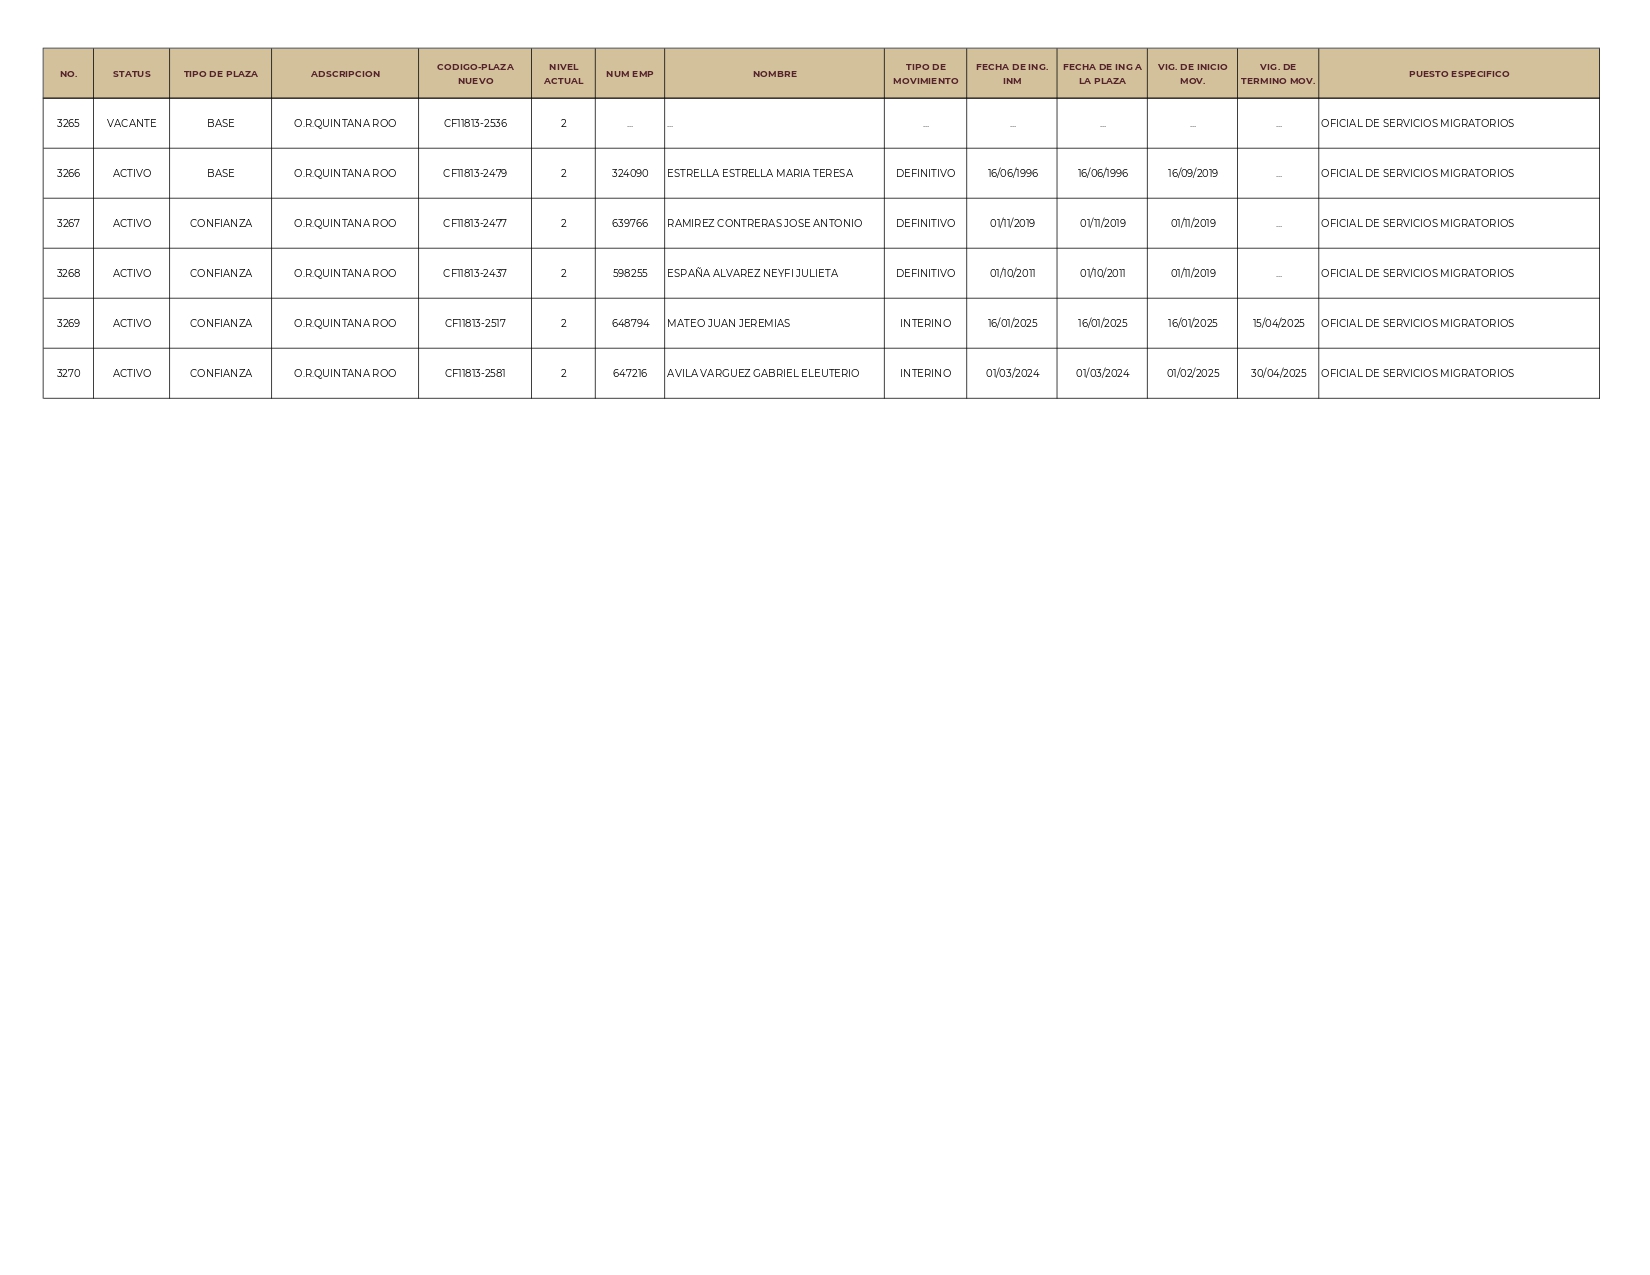 NO. STATUS TIPO DE PLAZA ADSCRIPCION CODIGO-PLAZA NUEVO NIVEL ACTUAL NUM EMP NOMBRE TIPO DE MOVIMIENTO FECHA DE ING. INM FECHA DE ING A LA PLAZA VIG. DE INICIO MOV. VIG. DE TERMINO MOV. PUESTO ESPECIFICO
3265 VACANTE BASE O.R.QUINTANA ROO CF11813-2536 2 ... ... ... ... ... ... ... OFICIAL DE SERVICIOS MIGRATORIOS
3266 ACTIVO BASE O.R.QUINTANA ROO CF11813-2479 2 324090 ESTRELLA ESTRELLA MARIA TERESA DEFINITIVO 16/06/1996 16/06/1996 16/09/2019 ... OFICIAL DE SERVICIOS MIGRATORIOS
3267 ACTIVO CONFIANZA O.R.QUINTANA ROO CF11813-2477 2 639766 RAMIREZ CONTRERAS JOSE ANTONIO DEFINITIVO 01/11/2019 01/11/2019 01/11/2019 ... OFICIAL DE SERVICIOS MIGRATORIOS
3268 ACTIVO CONFIANZA O.R.QUINTANA ROO CF11813-2437 2 598255 ESPAÑA ALVAREZ NEYFI JULIETA DEFINITIVO 01/10/2011 01/10/2011 01/11/2019 ... OFICIAL DE SERVICIOS MIGRATORIOS
3269 ACTIVO CONFIANZA O.R.QUINTANA ROO CF11813-2517 2 648794 MATEO JUAN JEREMIAS INTERINO 16/01/2025 16/01/2025 16/01/2025 15/04/2025 OFICIAL DE SERVICIOS MIGRATORIOS
3270 ACTIVO CONFIANZA O.R.QUINTANA ROO CF11813-2581 2 647216 AVILA VARGUEZ GABRIEL ELEUTERIO INTERINO 01/03/2024 01/03/2024 01/02/2025 30/04/2025 OFICIAL DE SERVICIOS MIGRATORIOS